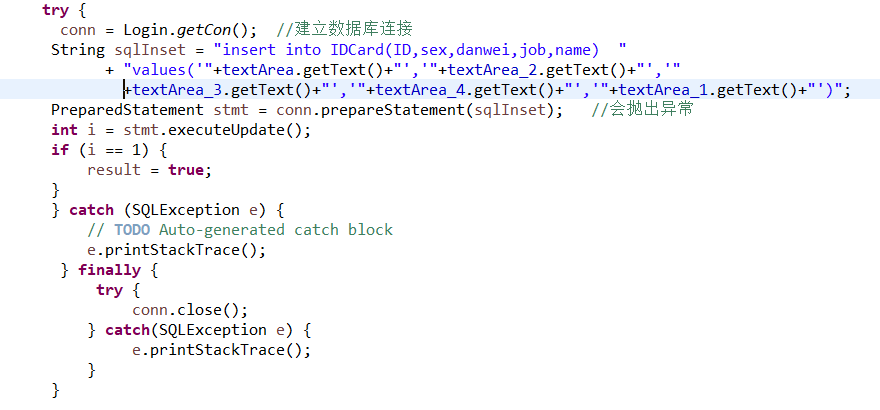 try {
conn = Login.getCon();  //建立数据库连接
String sqlInset = "insert into IDCard(ID,sex,danwei,job,name)  "
+ "values('"+textArea.getText()+"','"+textArea_2.getText()+"','"
+textArea_3.getText()+"','"+textArea_4.getText()+"','"+textArea_1.getText()+"')";
PreparedStatement stmt = conn.prepareStatement(sqlInset);   //会抛出异常
int i = stmt.executeUpdate();
if (i == 1) {
result = true;
}
} catch (SQLException e) {
// TODO Auto-generated catch block
e.printStackTrace();
} finally {
try {
conn.close();
} catch(SQLException e) {
e.printStackTrace();
}
}